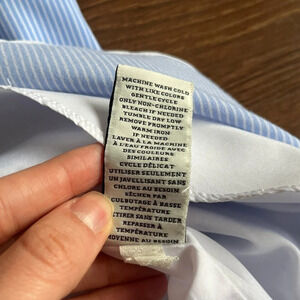 MACHINE WASH COLD
WITH LIKE COLORS
GENTLE CYCLE
ONLY NON-CHLORINE
BLEACH IF NEEDED
TUMBLE DRY LOW
REMOVE PROMPTLY
WARM IRON
IF NEEDED
LAVER À LA MACHINE
À L'EAU FROIDE AVEC
DES COULEURS
SIMILAIRES
CYCLE DÉLICAT
UTILISER SEULEMENT
UN JAVELLISANT SANS
CHLORE AU BESOIN
SÉCHER PAR
CULBUTAGE À BASSE
TEMPÉRATURE
RETIRER SANS TARDER
REPASSER À
TEMPÉRATURE
MOYENNE AU BESOIN